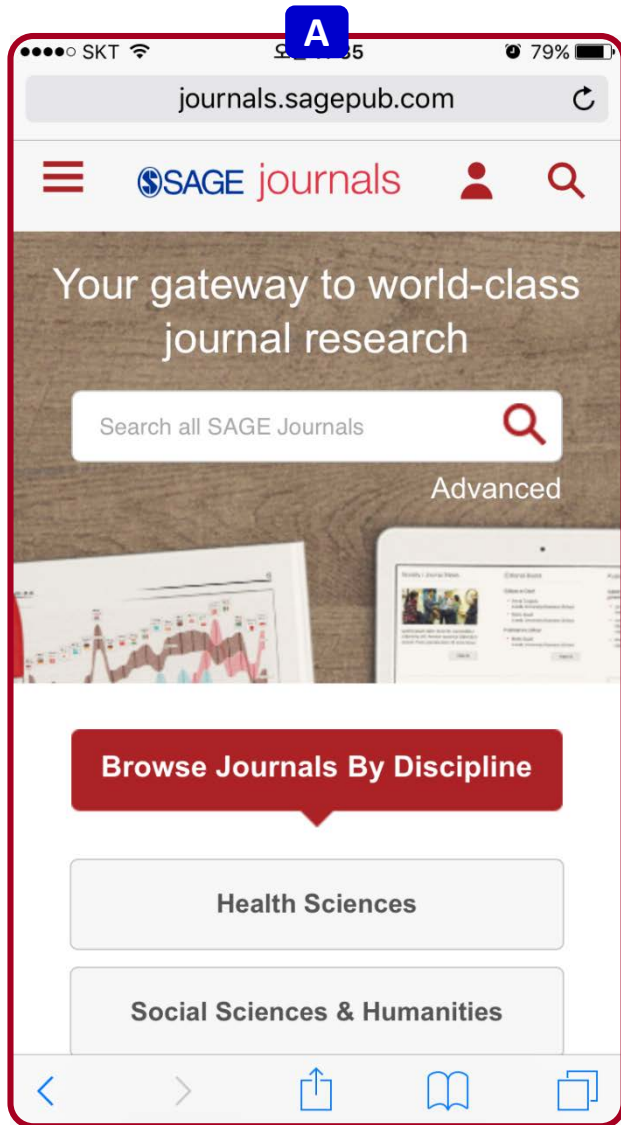 A
SKT 79%
journals.sagepub.com
SAGE journals
Your gateway to world-class
journal research
Search all SAGE Journals
Advanced
Browse Journals By Discipline
Health Sciences
Social Sciences & Humanities